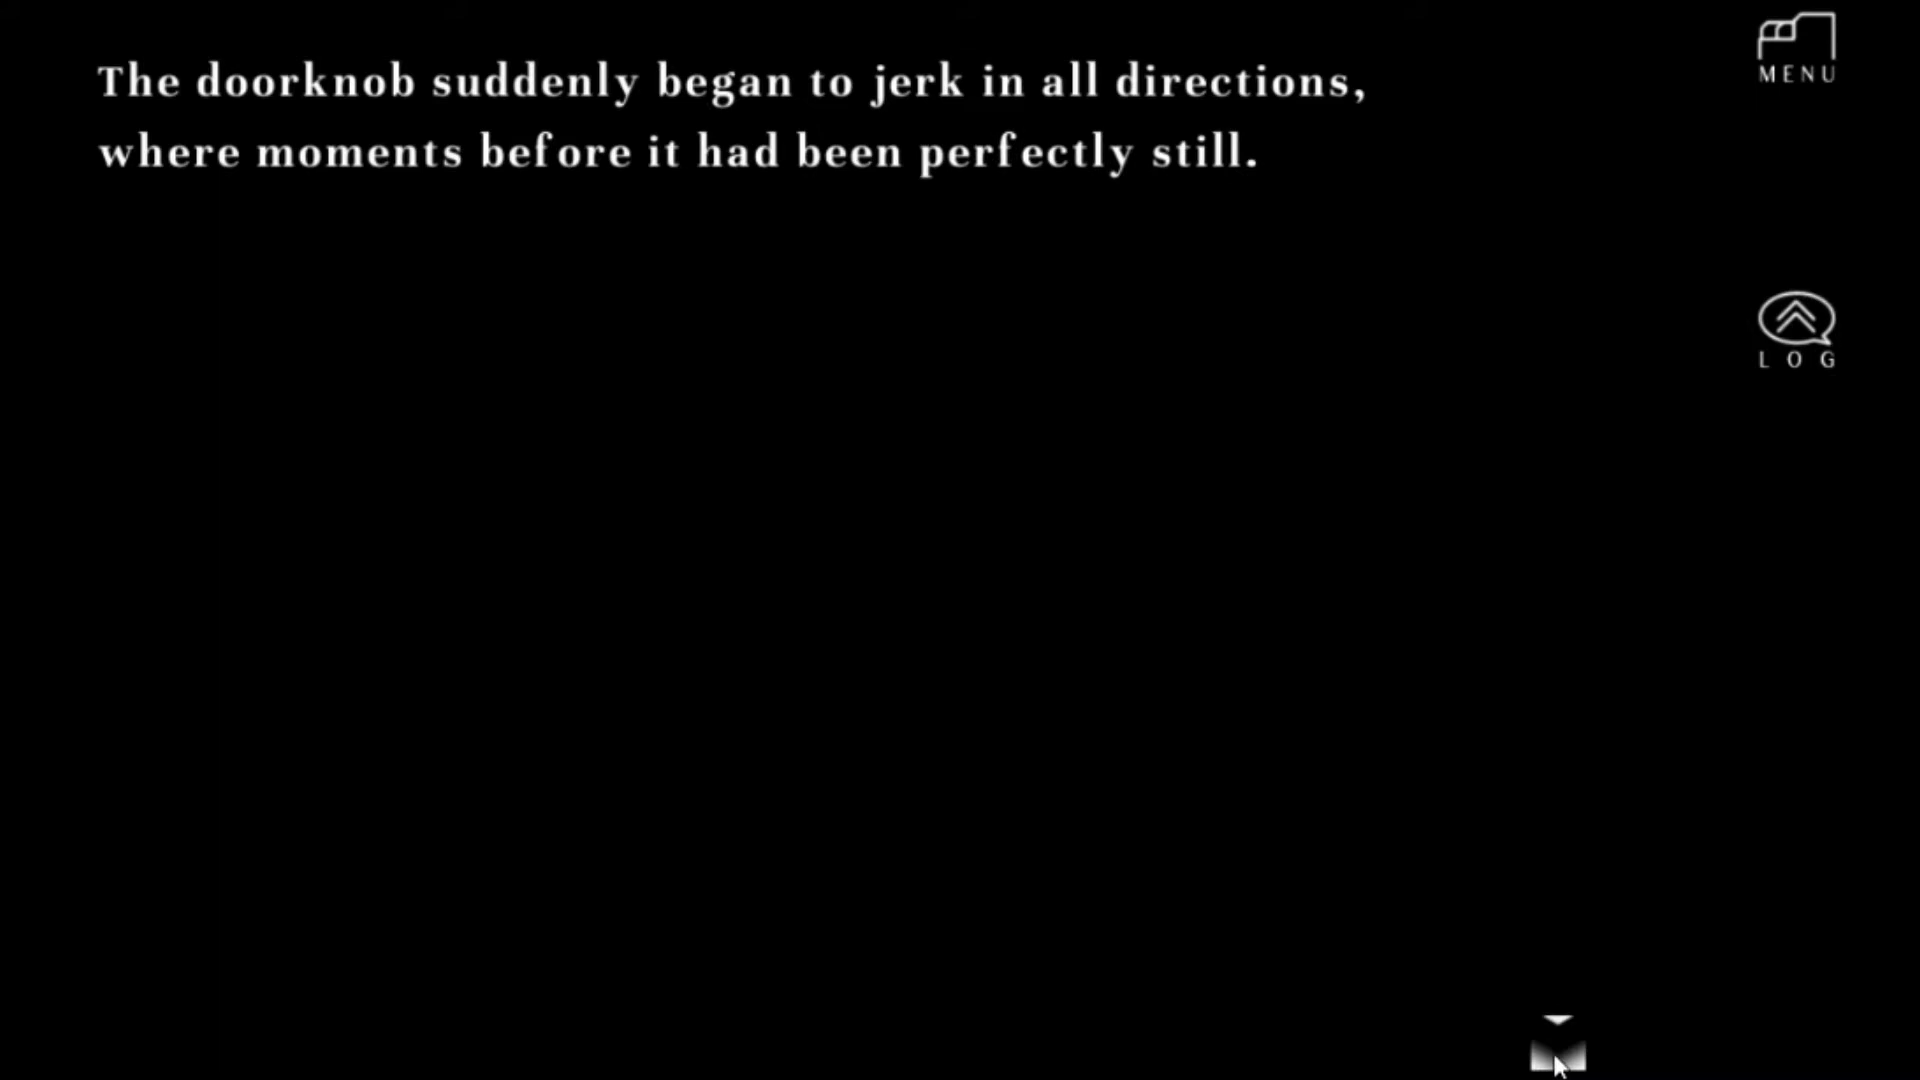 The doorknob suddenly began to jerk in all directions,
where moments before it had been perfectly still.
MENU
LOG